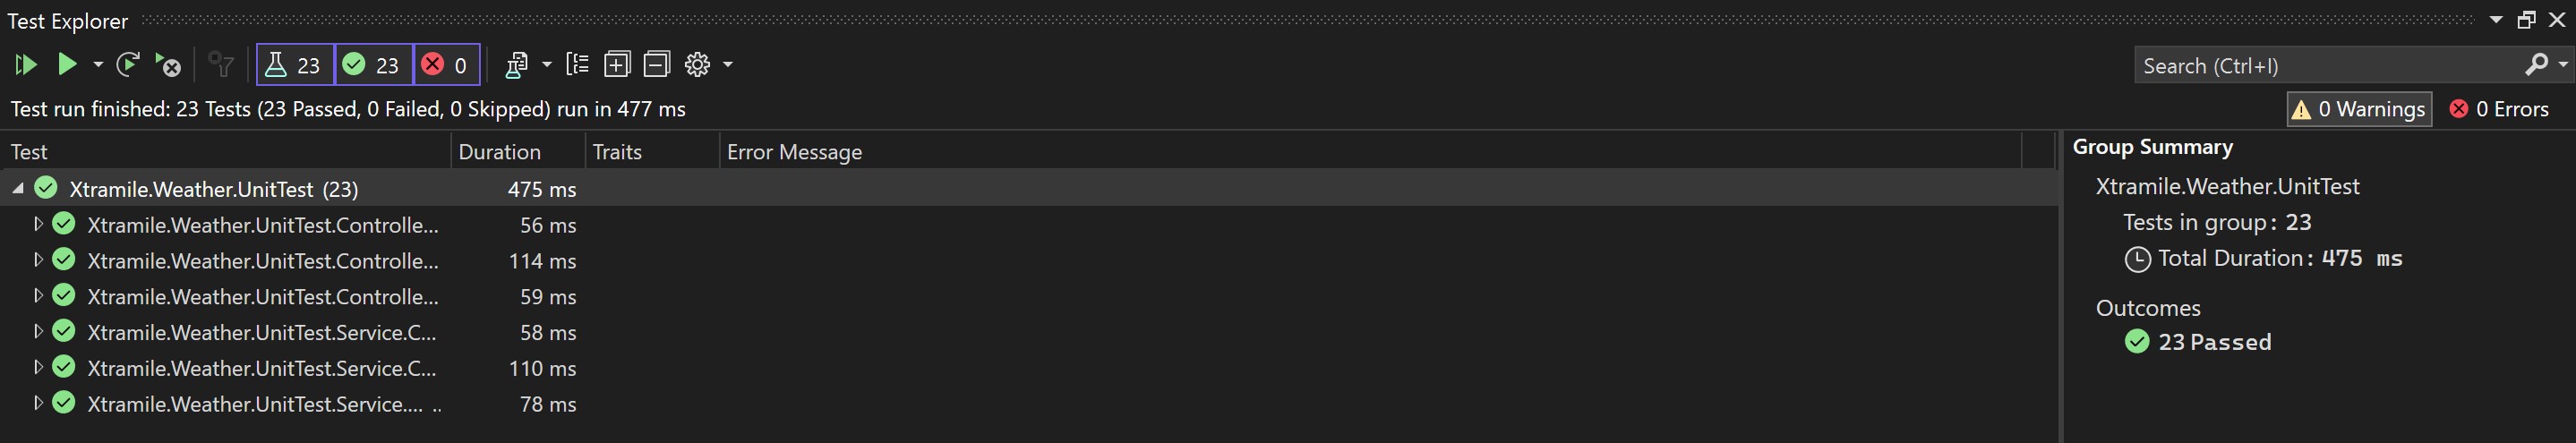 Test Explorer
23 23 0
Search (Ctrl+I)
Test run finished: 23 Tests (23 Passed, 0 Failed, 0 Skipped) run in 477 ms
0 Warnings 0 Errors
Test Duration Traits Error Message
Xtramile.Weather.UnitTest (23) 475 ms
Xtramile.Weather.UnitTest.Controlle... 56 ms
Xtramile.Weather.UnitTest.Controlle... 114 ms
Xtramile.Weather.UnitTest.Controlle... 59 ms
Xtramile.Weather.UnitTest.Service.C... 58 ms
Xtramile.Weather.UnitTest.Service.C... 110 ms
Xtramile.Weather.UnitTest.Service.... .. 78 ms
Group Summary
Xtramile.Weather.UnitTest
Tests in group: 23
Total Duration: 475 ms
Outcomes
23 Passed